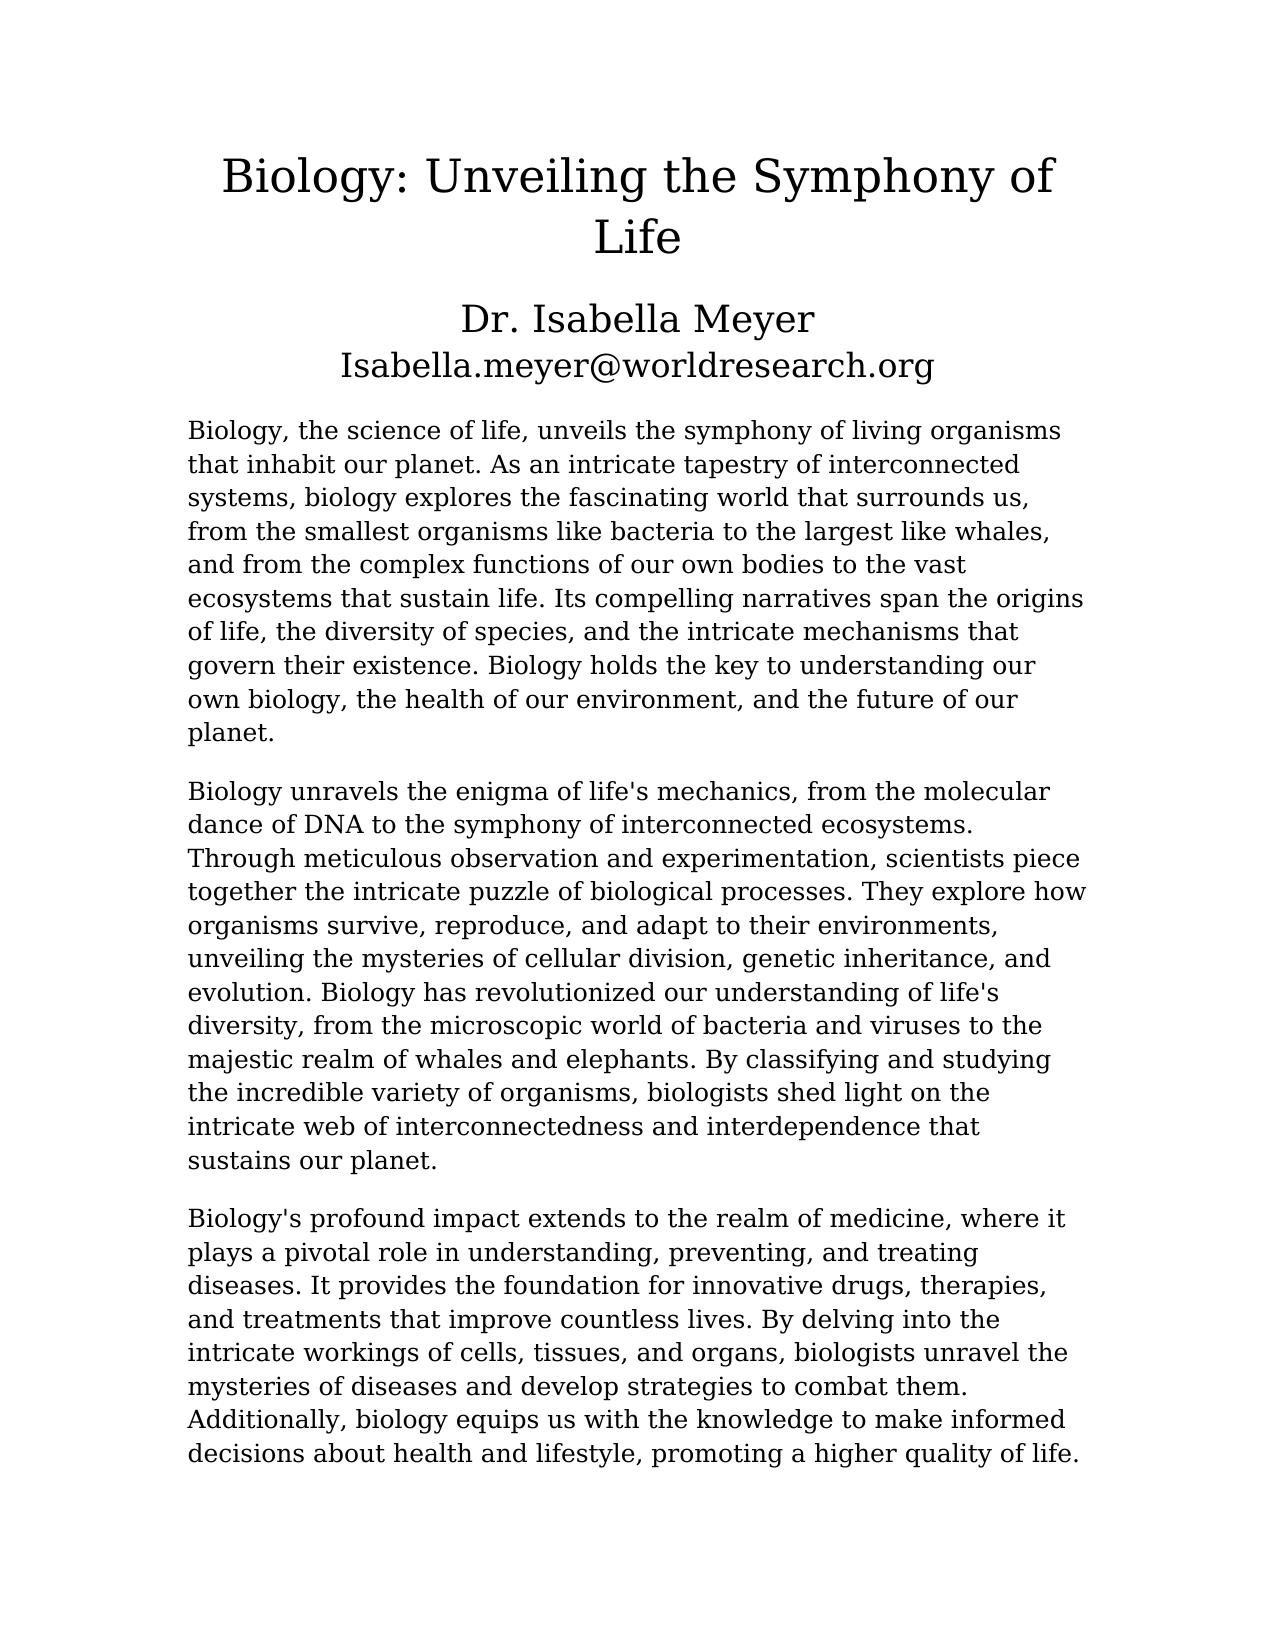 Biology: Unveiling the Symphony of
Life
Dr. Isabella Meyer
Isabella.meyer@worldresearch.org
Biology, the science of life, unveils the symphony of living organisms
that inhabit our planet. As an intricate tapestry of interconnected
systems, biology explores the fascinating world that surrounds us,
from the smallest organisms like bacteria to the largest like whales,
and from the complex functions of our own bodies to the vast
ecosystems that sustain life. Its compelling narratives span the origins
of life, the diversity of species, and the intricate mechanisms that
govern their existence. Biology holds the key to understanding our
own biology, the health of our environment, and the future of our
planet.
Biology unravels the enigma of life's mechanics, from the molecular
dance of DNA to the symphony of interconnected ecosystems.
Through meticulous observation and experimentation, scientists piece
together the intricate puzzle of biological processes. They explore how
organisms survive, reproduce, and adapt to their environments,
unveiling the mysteries of cellular division, genetic inheritance, and
evolution. Biology has revolutionized our understanding of life's
diversity, from the microscopic world of bacteria and viruses to the
majestic realm of whales and elephants. By classifying and studying
the incredible variety of organisms, biologists shed light on the
intricate web of interconnectedness and interdependence that
sustains our planet.
Biology's profound impact extends to the realm of medicine, where it
plays a pivotal role in understanding, preventing, and treating
diseases. It provides the foundation for innovative drugs, therapies,
and treatments that improve countless lives. By delving into the
intricate workings of cells, tissues, and organs, biologists unravel the
mysteries of diseases and develop strategies to combat them.
Additionally, biology equips us with the knowledge to make informed
decisions about health and lifestyle, promoting a higher quality of life.